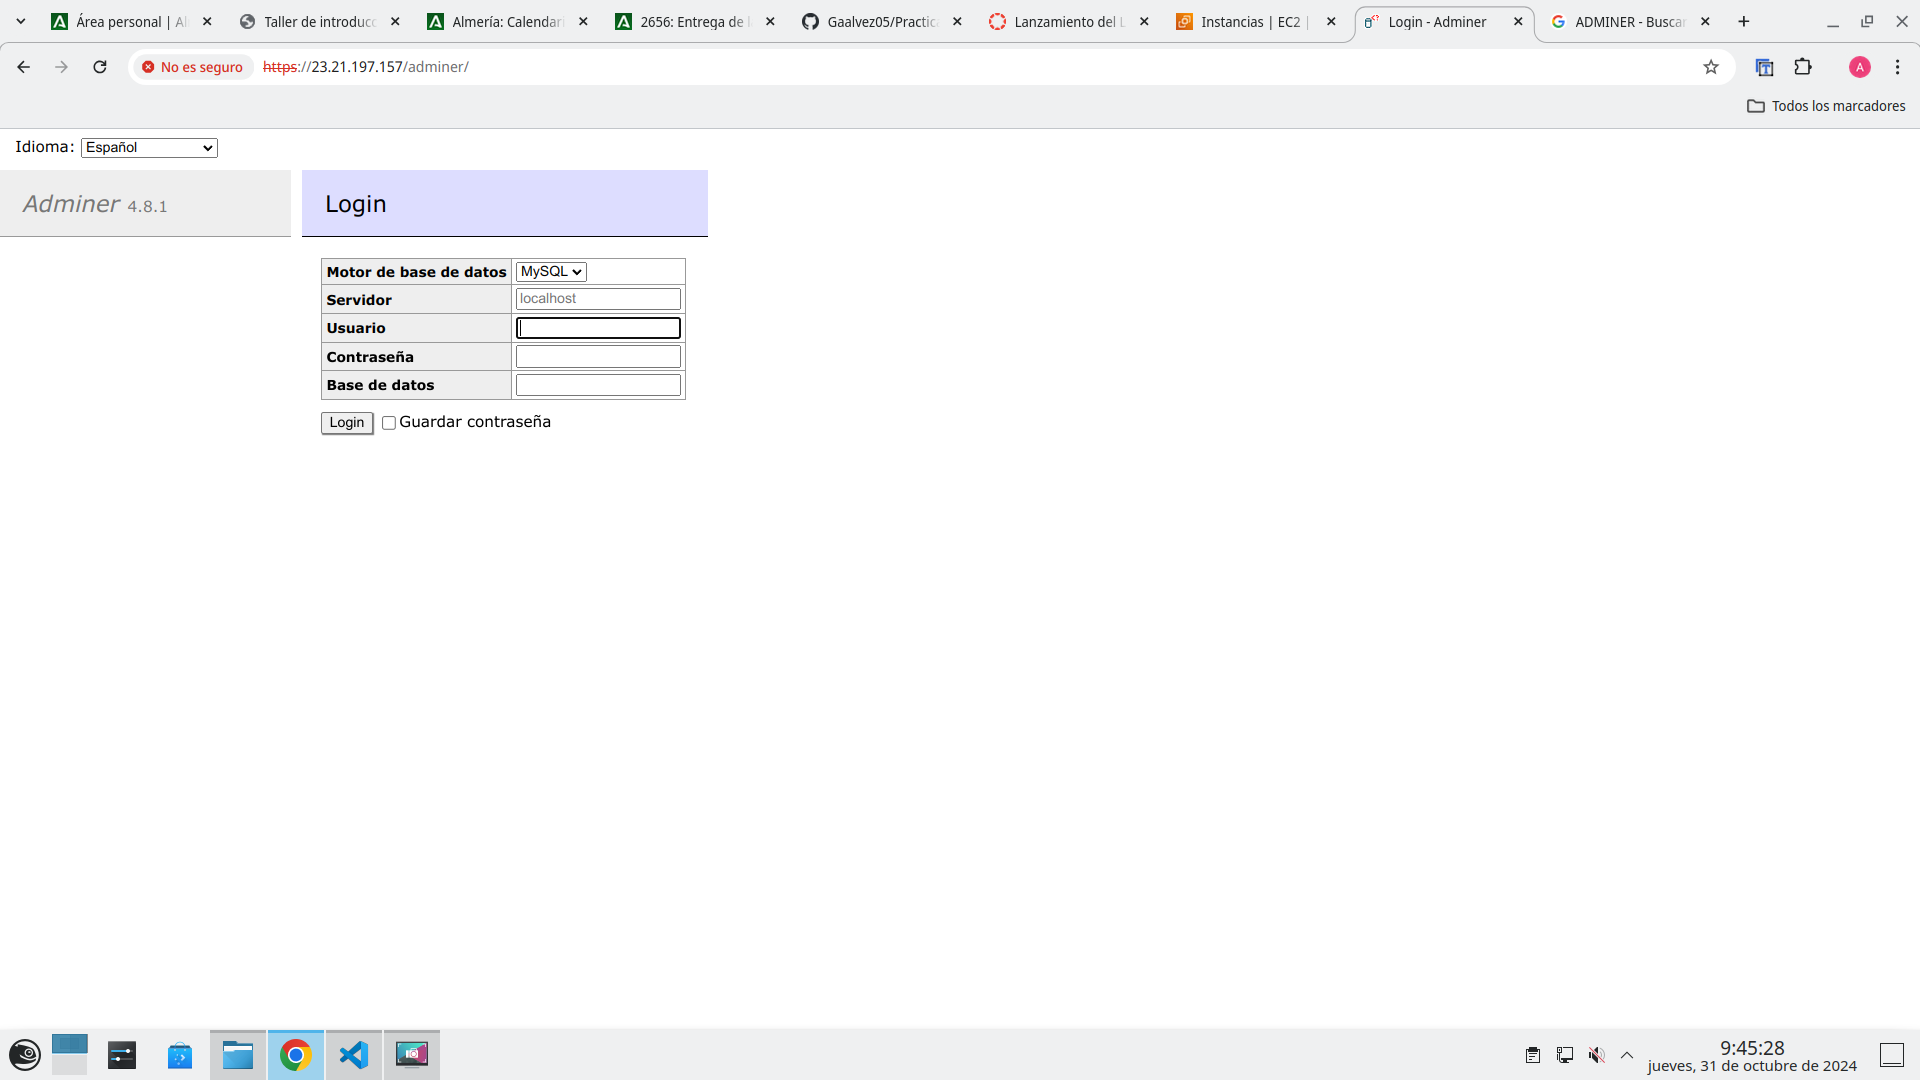 Área personal | Al
Taller de introducc
Almería: Calendari
2656: Entrega de l
Gaalvez05/Practica
Lanzamiento del L
Instancias | EC2 |
Login - Adminer
ADMINER - Buscar
No es seguro
https://23.21.197.157/adminer/
A
Todos los marcadores
Idioma: Español
Adminer 4.8.1
Login
Motor de base de datos MySQL
Servidor localhost
Usuario
Contraseña
Base de datos
Login Guardar contraseña
9:45:28
jueves, 31 de octubre de 2024